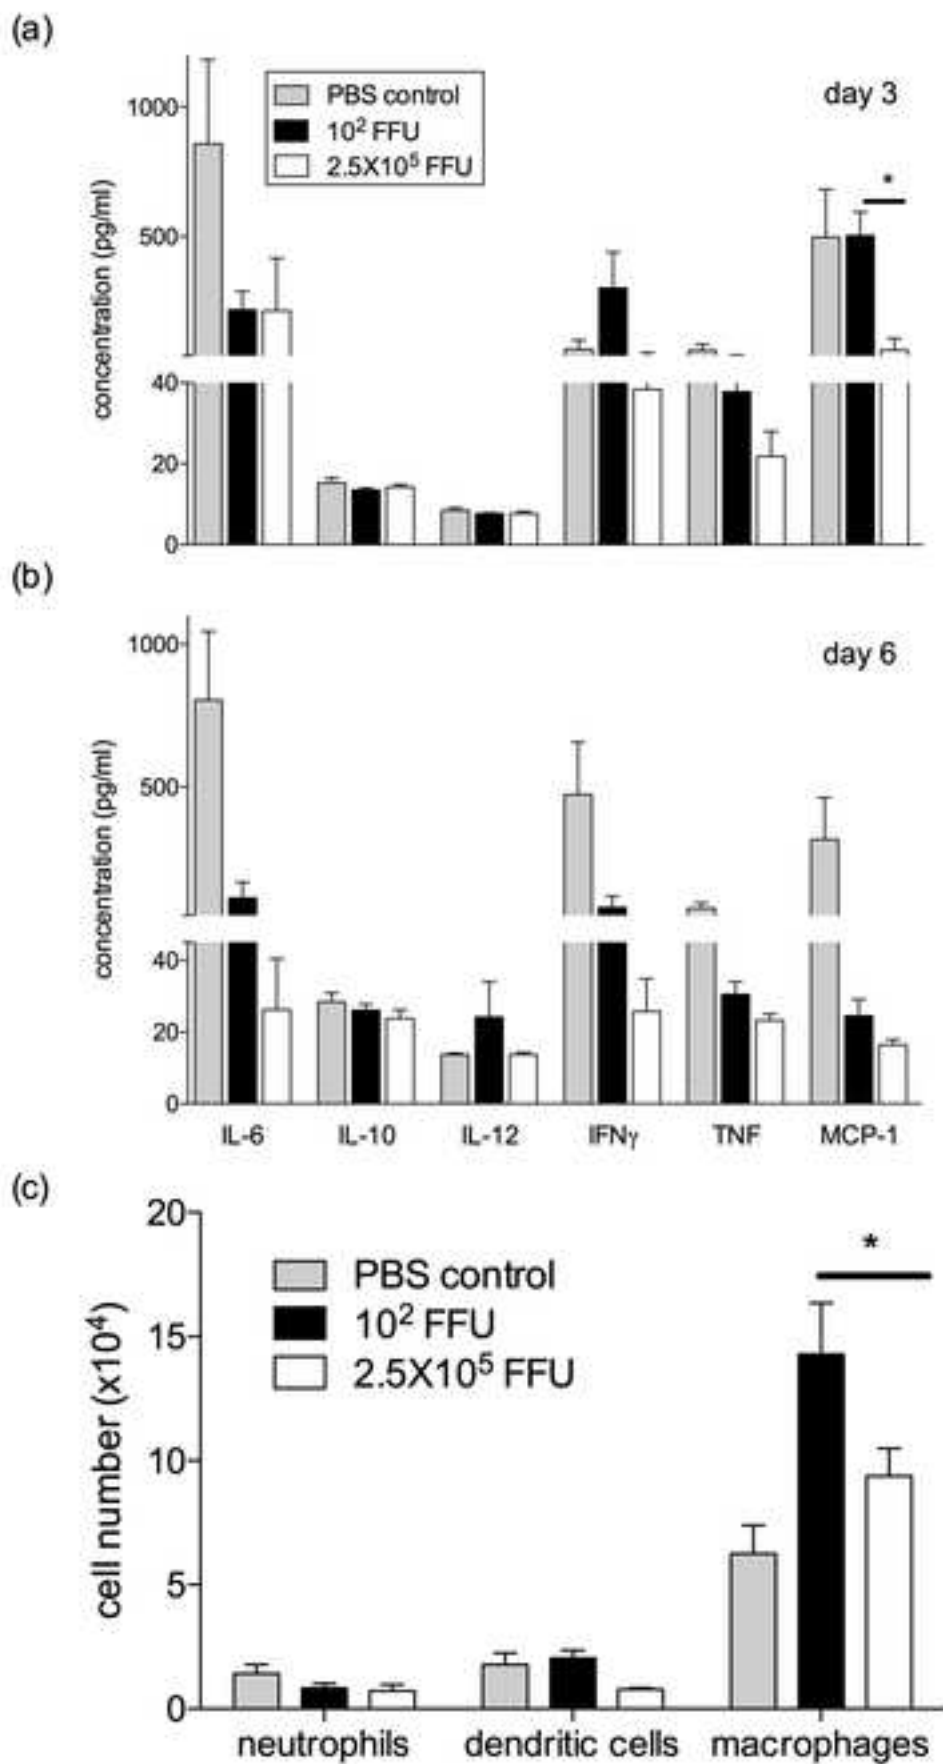 (a)
day 3
PBS control
10² FFU
2.5X10⁵ FFU
*
concentration (pg/ml)
1000
500
40
20
0
(b)
day 6
concentration (pg/ml)
1000
500
40
20
0
IL-6 IL-10 IL-12 IFNγ TNF MCP-1
(c)
cell number (x10⁴)
20
15
10
5
0
PBS control
10² FFU
2.5X10⁵ FFU
*
neutrophils dendritic cells macrophages